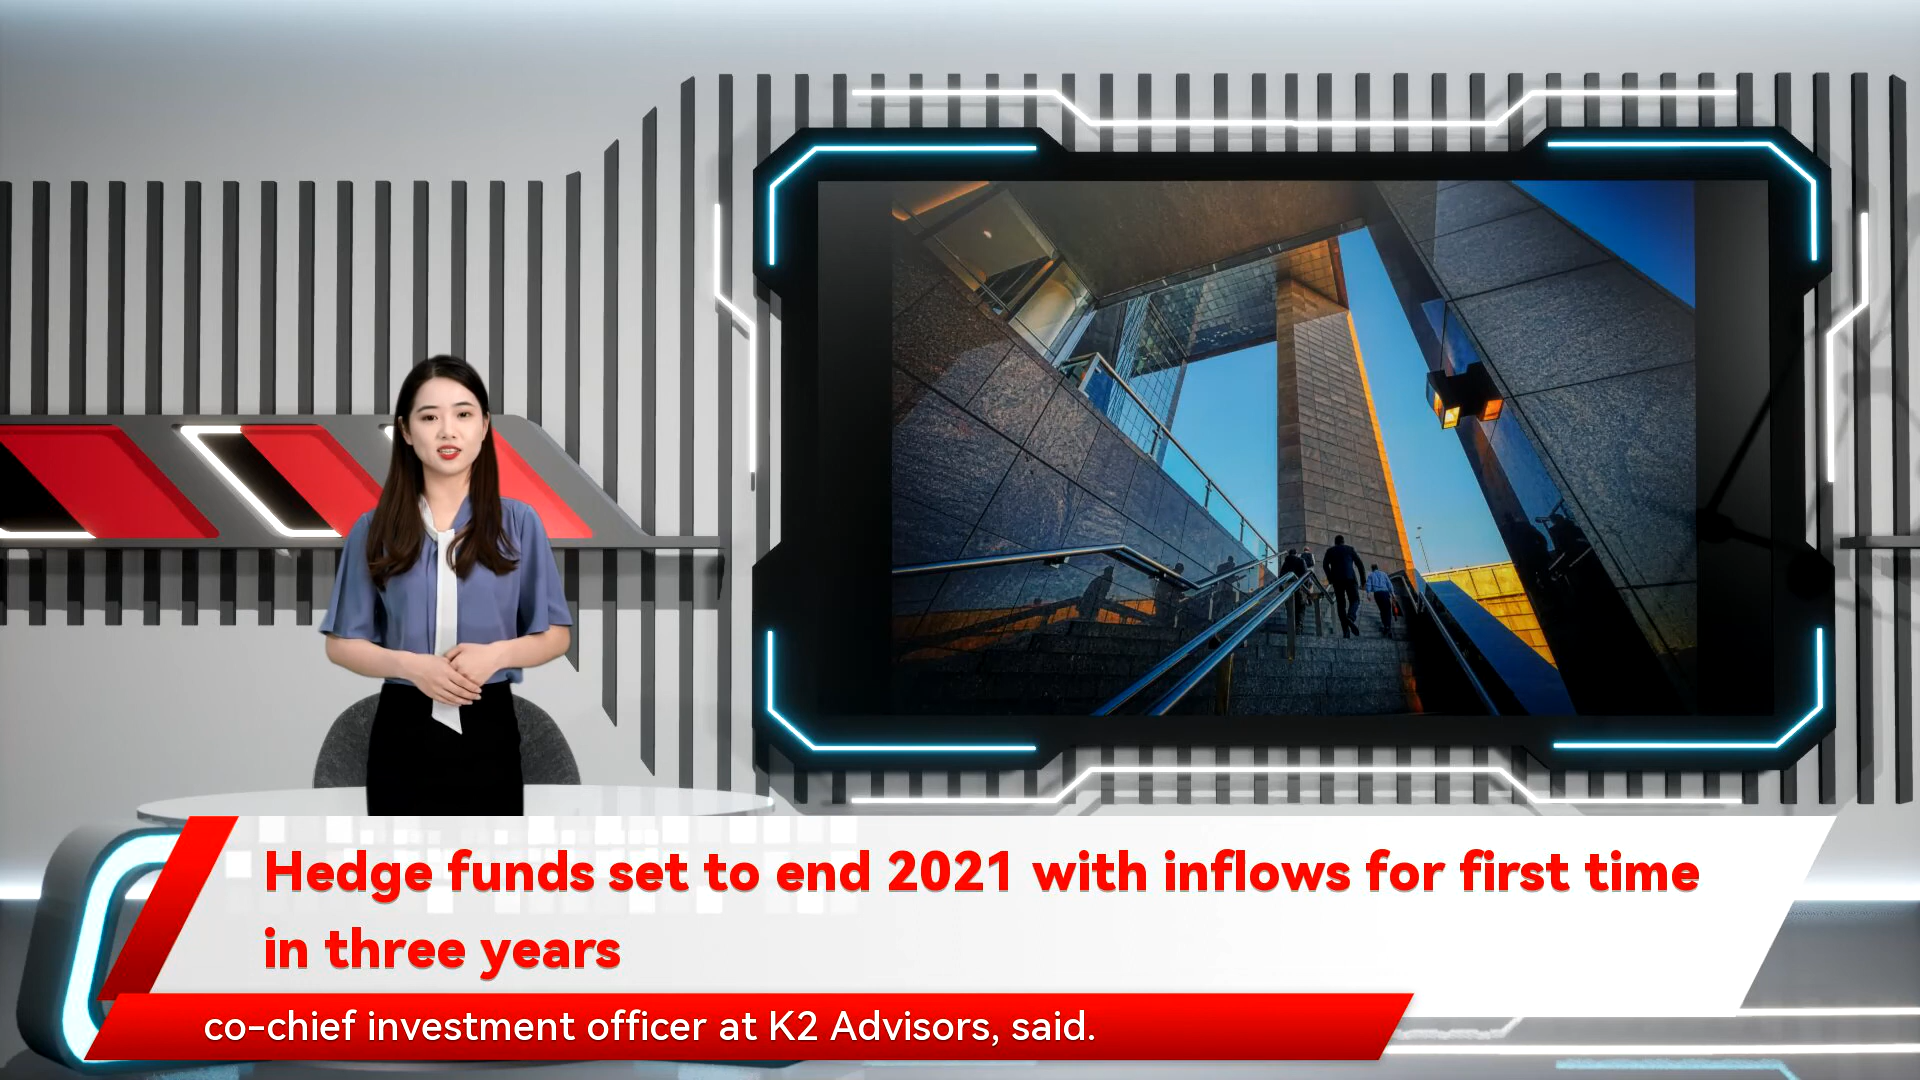 Hedge funds set to end 2021 with inflows for first time
in three years
co-chief investment officer at K2 Advisors, said.